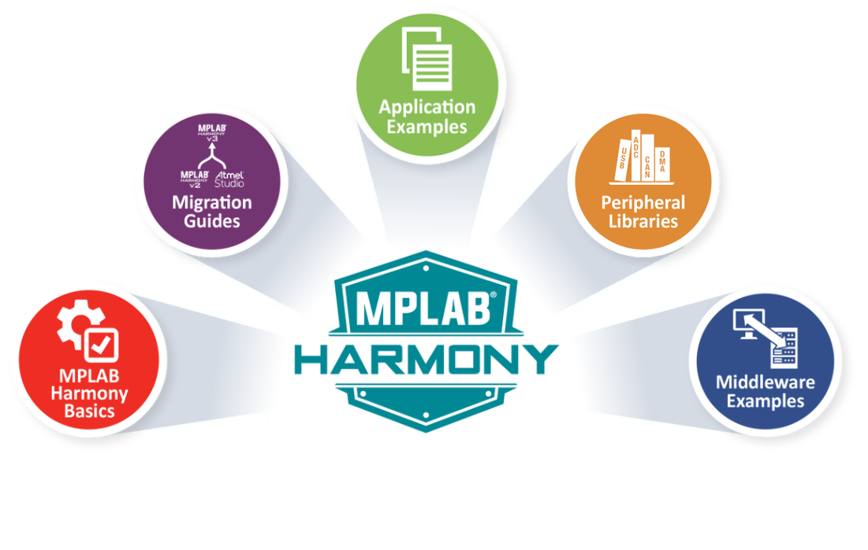 Application
Examples
MPLAB
HARMONY
v3
MPLAB®
HARMONY
v2
Atmel
Studio
Migration
Guides
USB
ADC
CAN
DMA
Peripheral
Libraries
MPLAB®
HARMONY
MPLAB
Harmony
Basics
Middleware
Examples